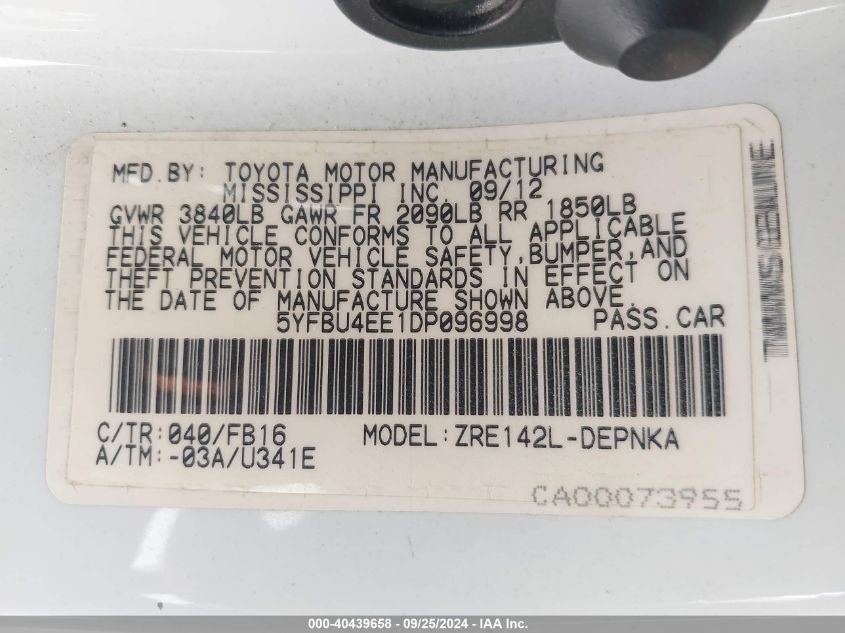 MFD.BY: TOYOTA MOTOR MANUFACTURING
MISSISSIPPI INC. 09/12
GVWR 3840LB GAWR FR 2090LB RR 1850LB
THIS VEHICLE CONFORMS TO ALL APPLICABLE
FEDERAL MOTOR VEHICLE SAFETY,BUMPER,AND
THEFT PREVENTION STANDARDS IN EFFECT ON
THE DATE OF MANUFACTURE SHOWN ABOVE.
5YFBU4EE1DP096998 PASS.CAR
C/TR:040/FB16 MODEL:ZRE142L-DEPNKA
A/TM:-03A/U341E
CA00073955
000-40439658 - 09/25/2024 - IAA Inc.